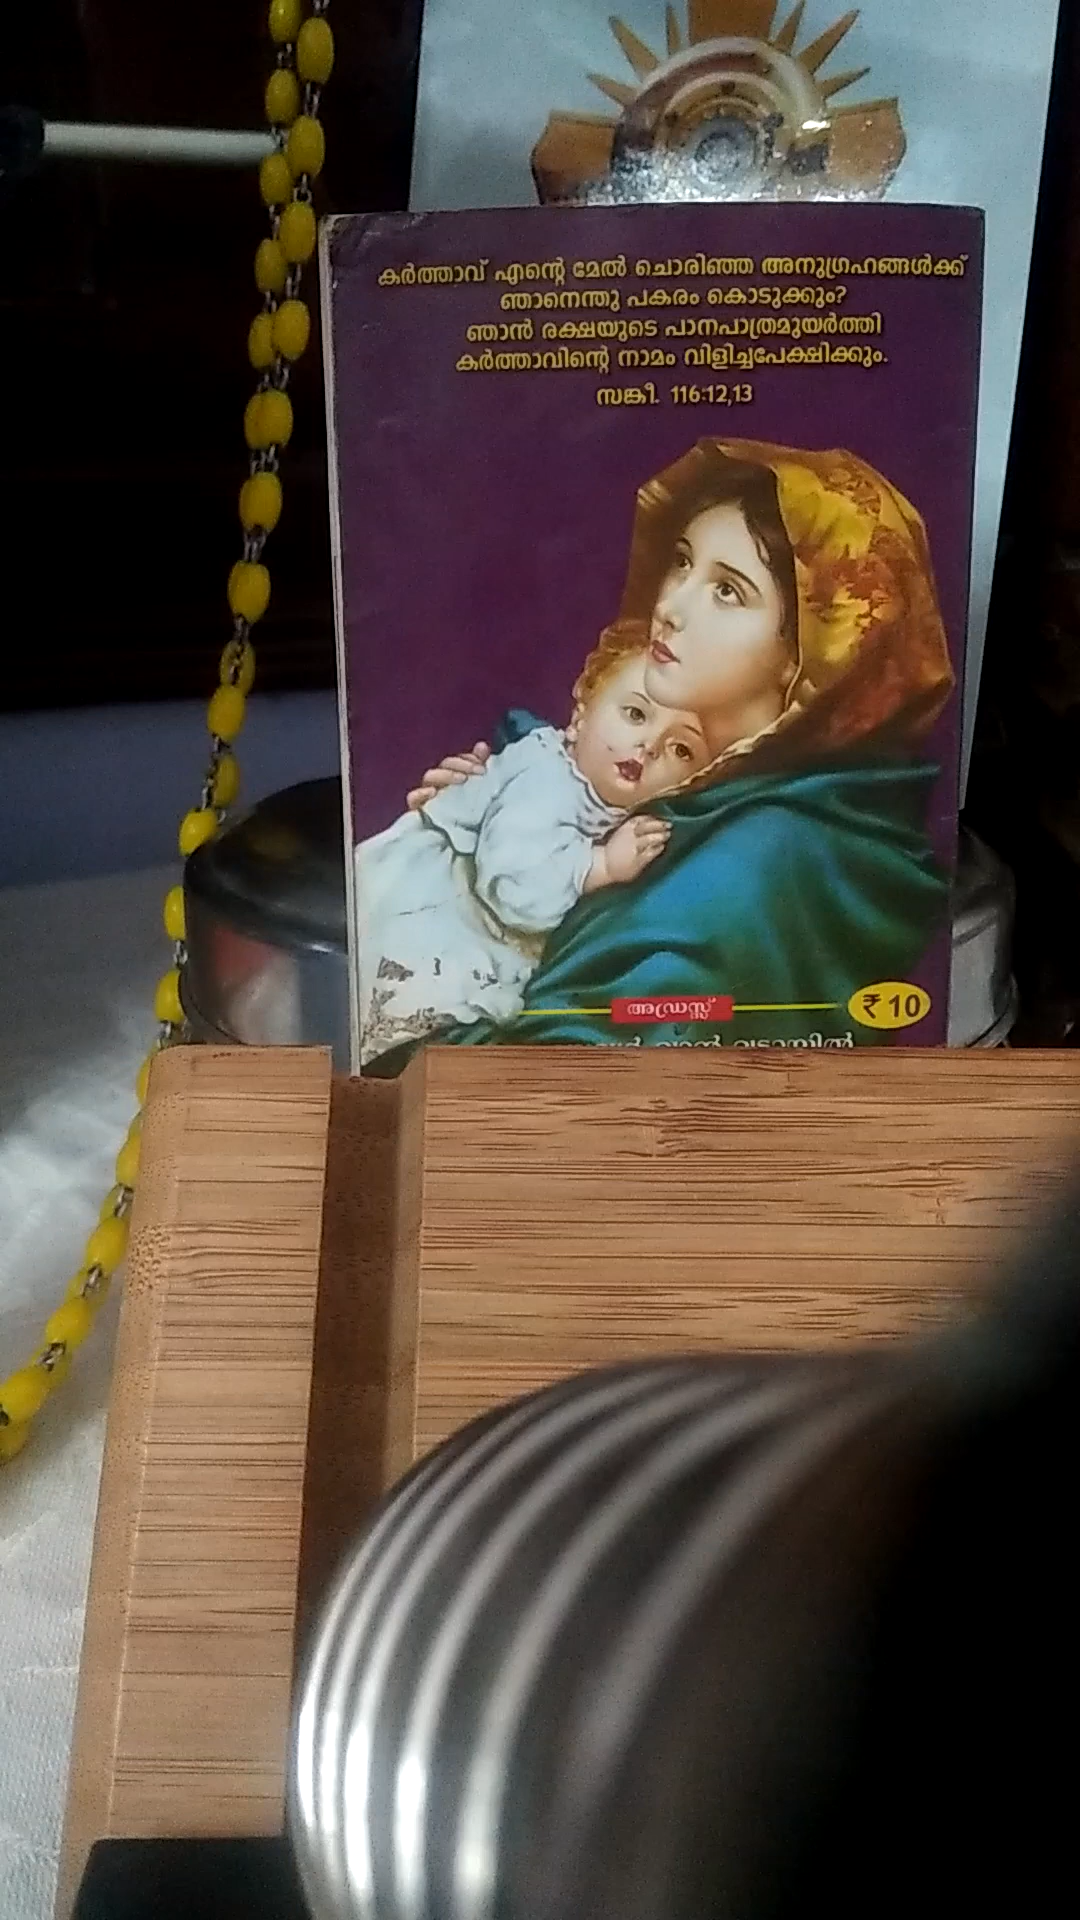 കർത്താവ് എന്റെ മേൽ ചൊരിഞ്ഞ അനുഗ്രഹങ്ങൾക്ക്
ഞാനെന്തു പകരം കൊടുക്കും?
ഞാൻ രക്ഷയുടെ പാനപാത്രമുയർത്തി
കർത്താവിന്റെ നാമം വിളിച്ചപേക്ഷിക്കും.
സങ്കീ. 116:12,13
അഡ്രസ്സ്
₹ 10